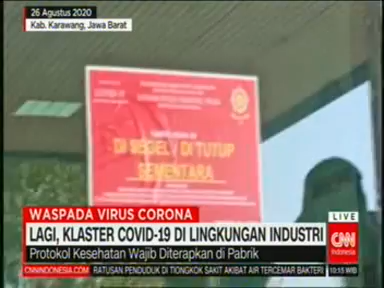 26 Agustus 2020
Kab. Karawang, Jawa Barat
DI SEGEL / DI TUTUP
SEMENTARA
WASPADA VIRUS CORONA
LIVE
LAGI, KLASTER COVID-19 DI LINGKUNGAN INDUSTRI
CNN
Indonesia
Protokol Kesehatan Wajib Diterapkan di Pabrik
CNNINDONESIA.COM RATUSAN PENDUDUK DI TIONGKOK SAKIT AKIBAT AIR TERCEMAR BAKTERI 10:15 WIB